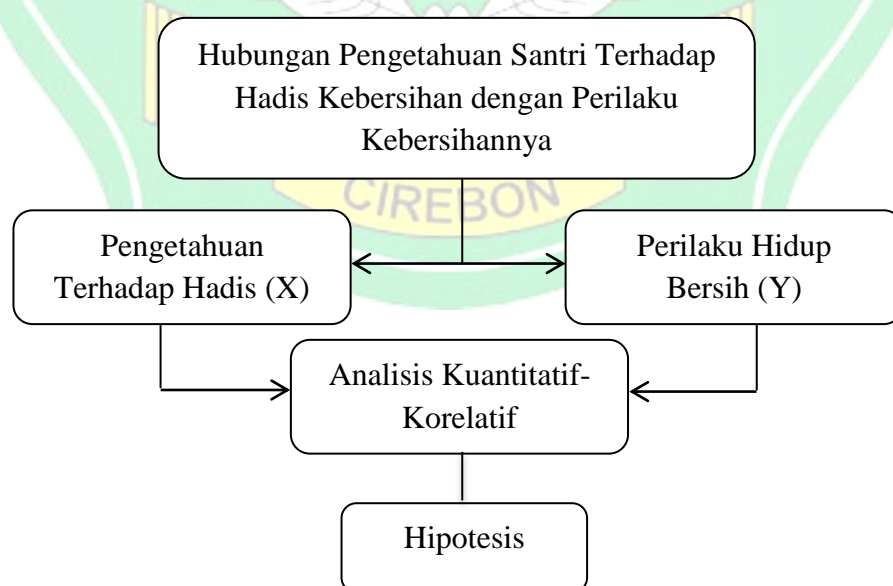 Hubungan Pengetahuan Santri Terhadap
Hadis Kebersihan dengan Perilaku
Kebersihannya
CIREBON
Pengetahuan
Terhadap Hadis (X)
Perilaku Hidup
Bersih (Y)
Analisis Kuantitatif-
Korelatif
Hipotesis